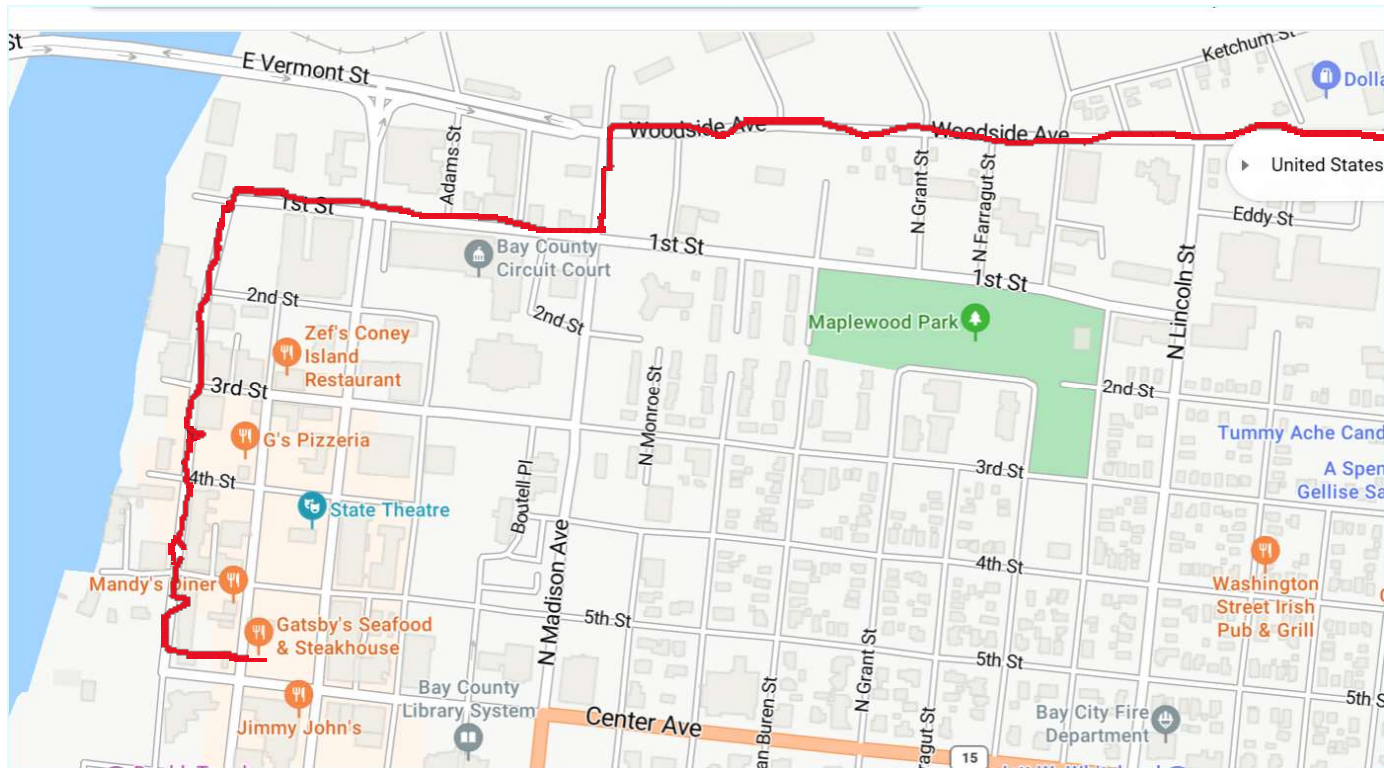 St
E Vermont St
Ketchum St
Dolla
Woodside Ave
Woodside Ave
Adams St
United States
N Grant St
N Farragut St
1st St
Eddy St
Bay County
Circuit Court
1st St
1st St
N Lincoln St
2nd St
2nd St
Maplewood Park
Zef's Coney
Island
Restaurant
3rd St
2nd St
N Monroe St
G's Pizzeria
Tummy Ache Cand
4th St
3rd St
A Spen
Gellise Sa
State Theatre
Boutell Pl
N Madison Ave
4th St
Mandy's Diner
Washington
Street Irish
Pub & Grill
Gatsby's Seafood
& Steakhouse
5th St
5th St
N Grant St
Bay County
Library System
5th S
Jimmy John's
Center Ave
an Buren St
ragut St
Bay City Fire
Department
15